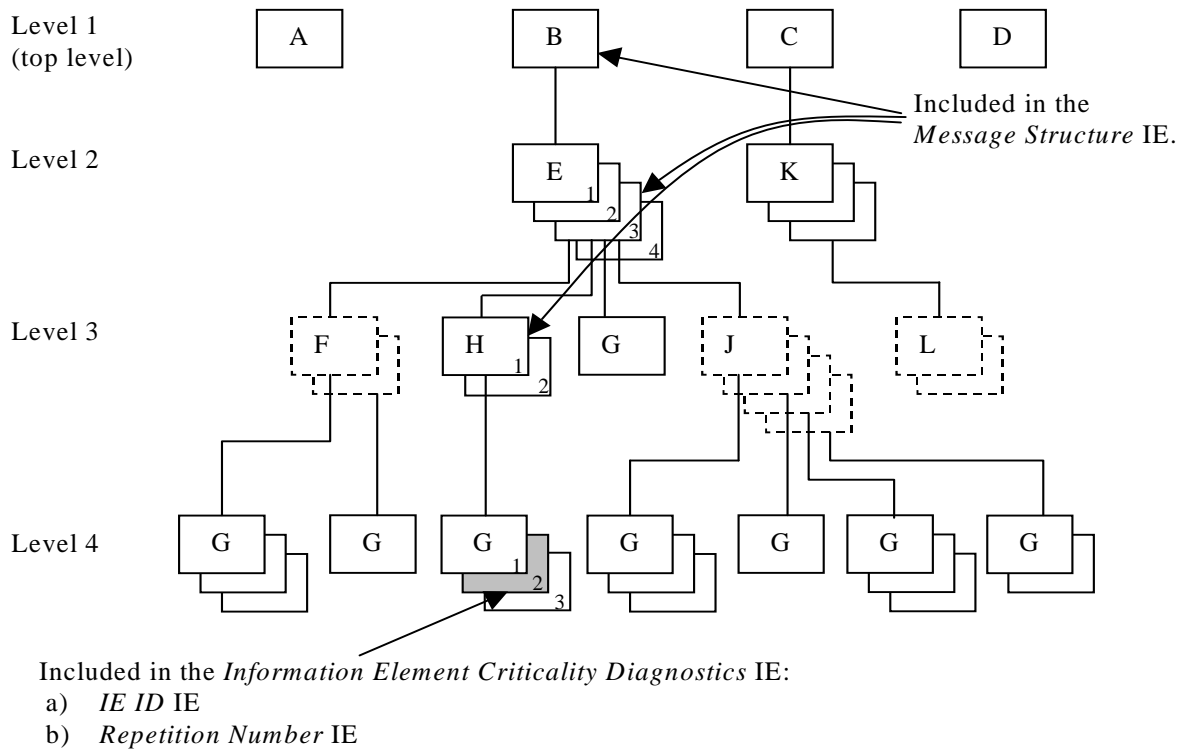 Level 1
(top level)
A
B
C
D
Included in the
Message Structure IE.
Level 2
E
1
2
3
4
K
Level 3
F
H
1
2
G
J
L
Level 4
G
G
G
1
2
3
G
G
G
G
Included in the Information Element Criticality Diagnostics IE:
a) IE ID IE
b) Repetition Number IE